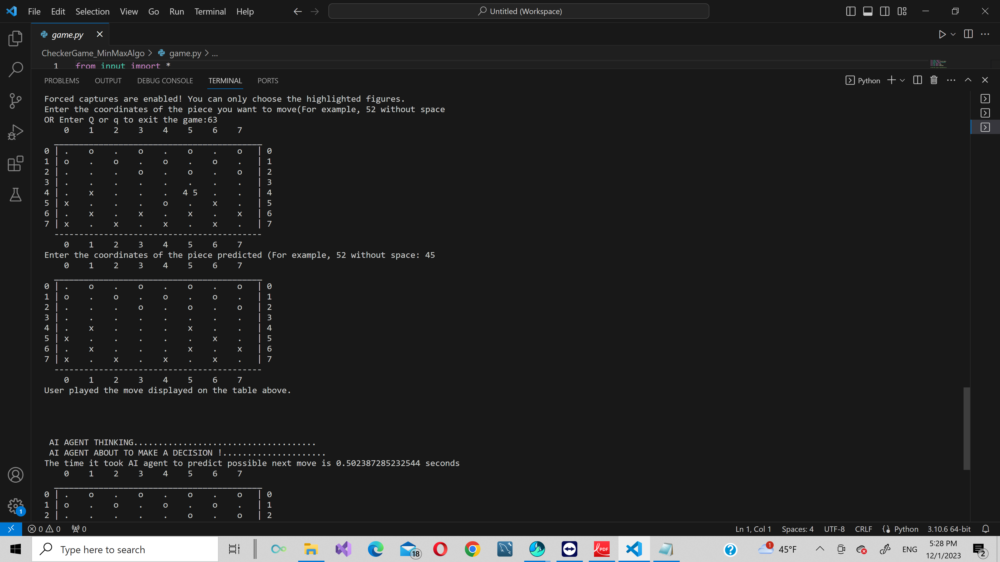 File Edit Selection View Go Run Terminal Help Untitled (Workspace)
game.py
CheckerGame_MinMaxAlgo > game.py > ...
1 from input import *
PROBLEMS OUTPUT DEBUG CONSOLE TERMINAL PORTS Python
Forced captures are enabled! You can only choose the highlighted figures.
Enter the coordinates of the piece you want to move(For example, 52 without space
OR Enter Q or q to exit the game:63
0 1 2 3 4 5 6 7
__________________________________________
0 | . o . o . o . o | 0
1 | o . o . o . o . | 1
2 | . . . o . o . o | 2
3 | . . . . . . . . | 3
4 | . x . . . 4 5 . . | 4
5 | x . . . o . x . | 5
6 | . x . x . x . x | 6
7 | x . x . x . x . | 7
------------------------------------------
0 1 2 3 4 5 6 7
Enter the coordinates of the piece predicted (For example, 52 without space: 45
0 1 2 3 4 5 6 7
__________________________________________
0 | . o . o . o . o | 0
1 | o . o . o . o . | 1
2 | . . . o . o . o | 2
3 | . . . . . . . . | 3
4 | . x . . . x . . | 4
5 | x . . . . . x . | 5
6 | . x . . . x . x | 6
7 | x . x . x . x . | 7
------------------------------------------
0 1 2 3 4 5 6 7
User played the move displayed on the table above.
AI AGENT THINKING.....................................
AI AGENT ABOUT TO MAKE A DECISION !.....................
The time it took AI agent to predict possible next move is 0.502387285232544 seconds
0 1 2 3 4 5 6 7
__________________________________________
0 | . o . o . o . o | 0
1 | o . o . o . o . | 1
2 | . . . . . o . o | 2
1
0 0 0 Ln 1, Col 1 Spaces: 4 UTF-8 CRLF Python 3.10.6 64-bit
Type here to search 18 PDF 1 45°F ENG 5:28 PM 2
12/1/2023